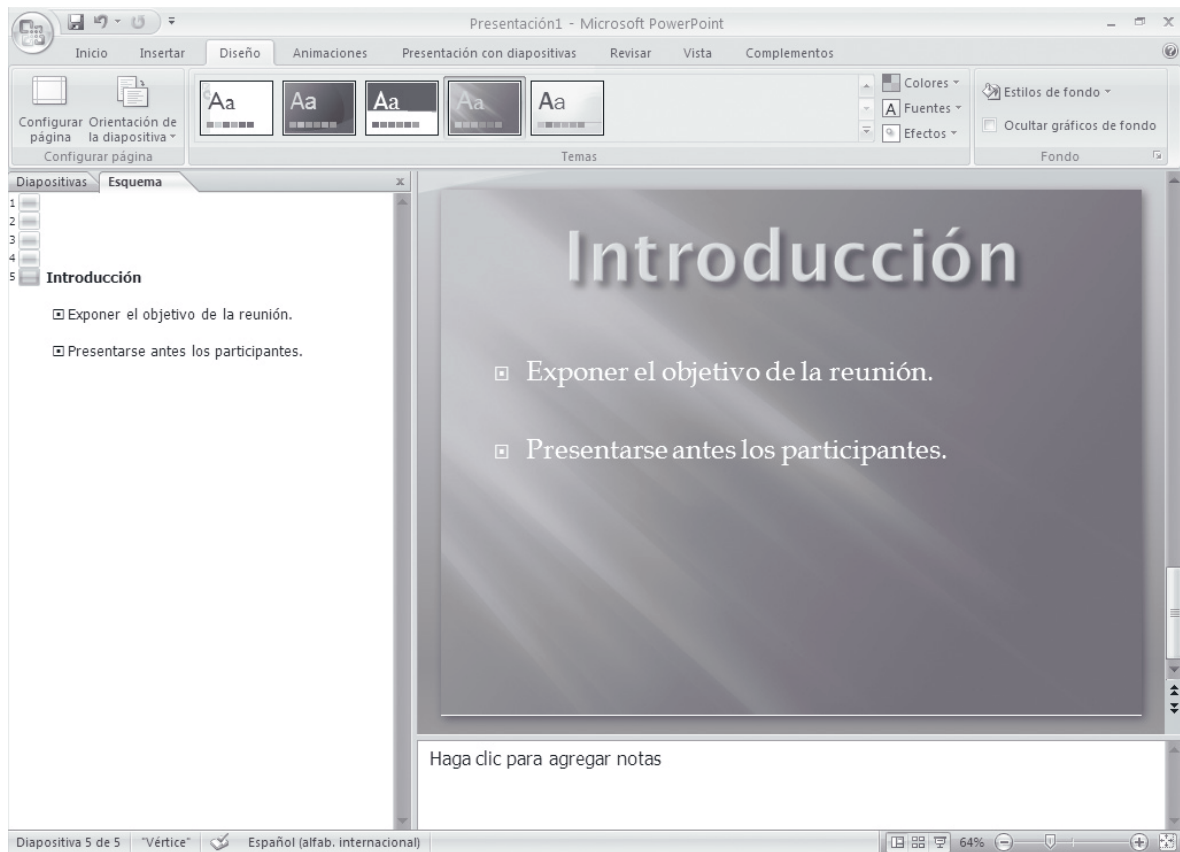 Presentación1 - Microsoft PowerPoint
Inicio Insertar Diseño Animaciones Presentación con diapositivas Revisar Vista Complementos
Configurar página
Orientación de la diapositiva
Aa Aa Aa Aa Aa
Colores
Fuentes
Efectos
Estilos de fondo
Ocultar gráficos de fondo
Configurar página Temas Fondo
Diapositivas Esquema
1
2
3
4
5 Introducción
Exponer el objetivo de la reunión.
Presentarse antes los participantes.
Introducción
Exponer el objetivo de la reunión.
Presentarse antes los participantes.
Haga clic para agregar notas
Diapositiva 5 de 5 "Vértice" Español (alfab. internacional) 64%